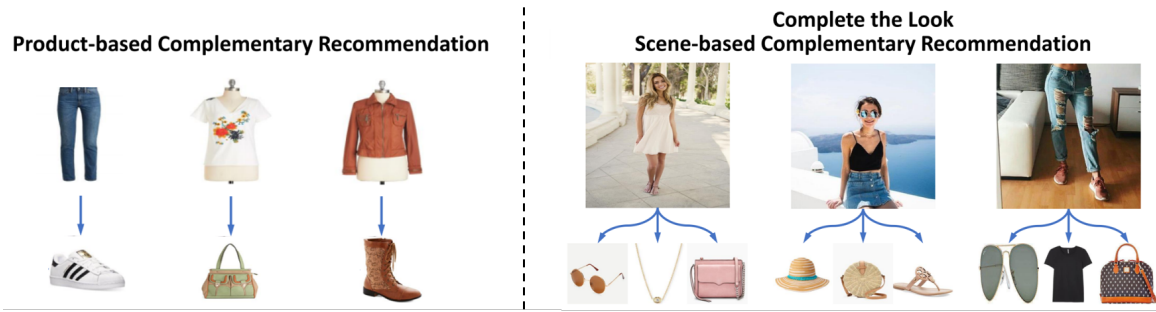 Product-based Complementary Recommendation
Complete the Look
Scene-based Complementary Recommendation